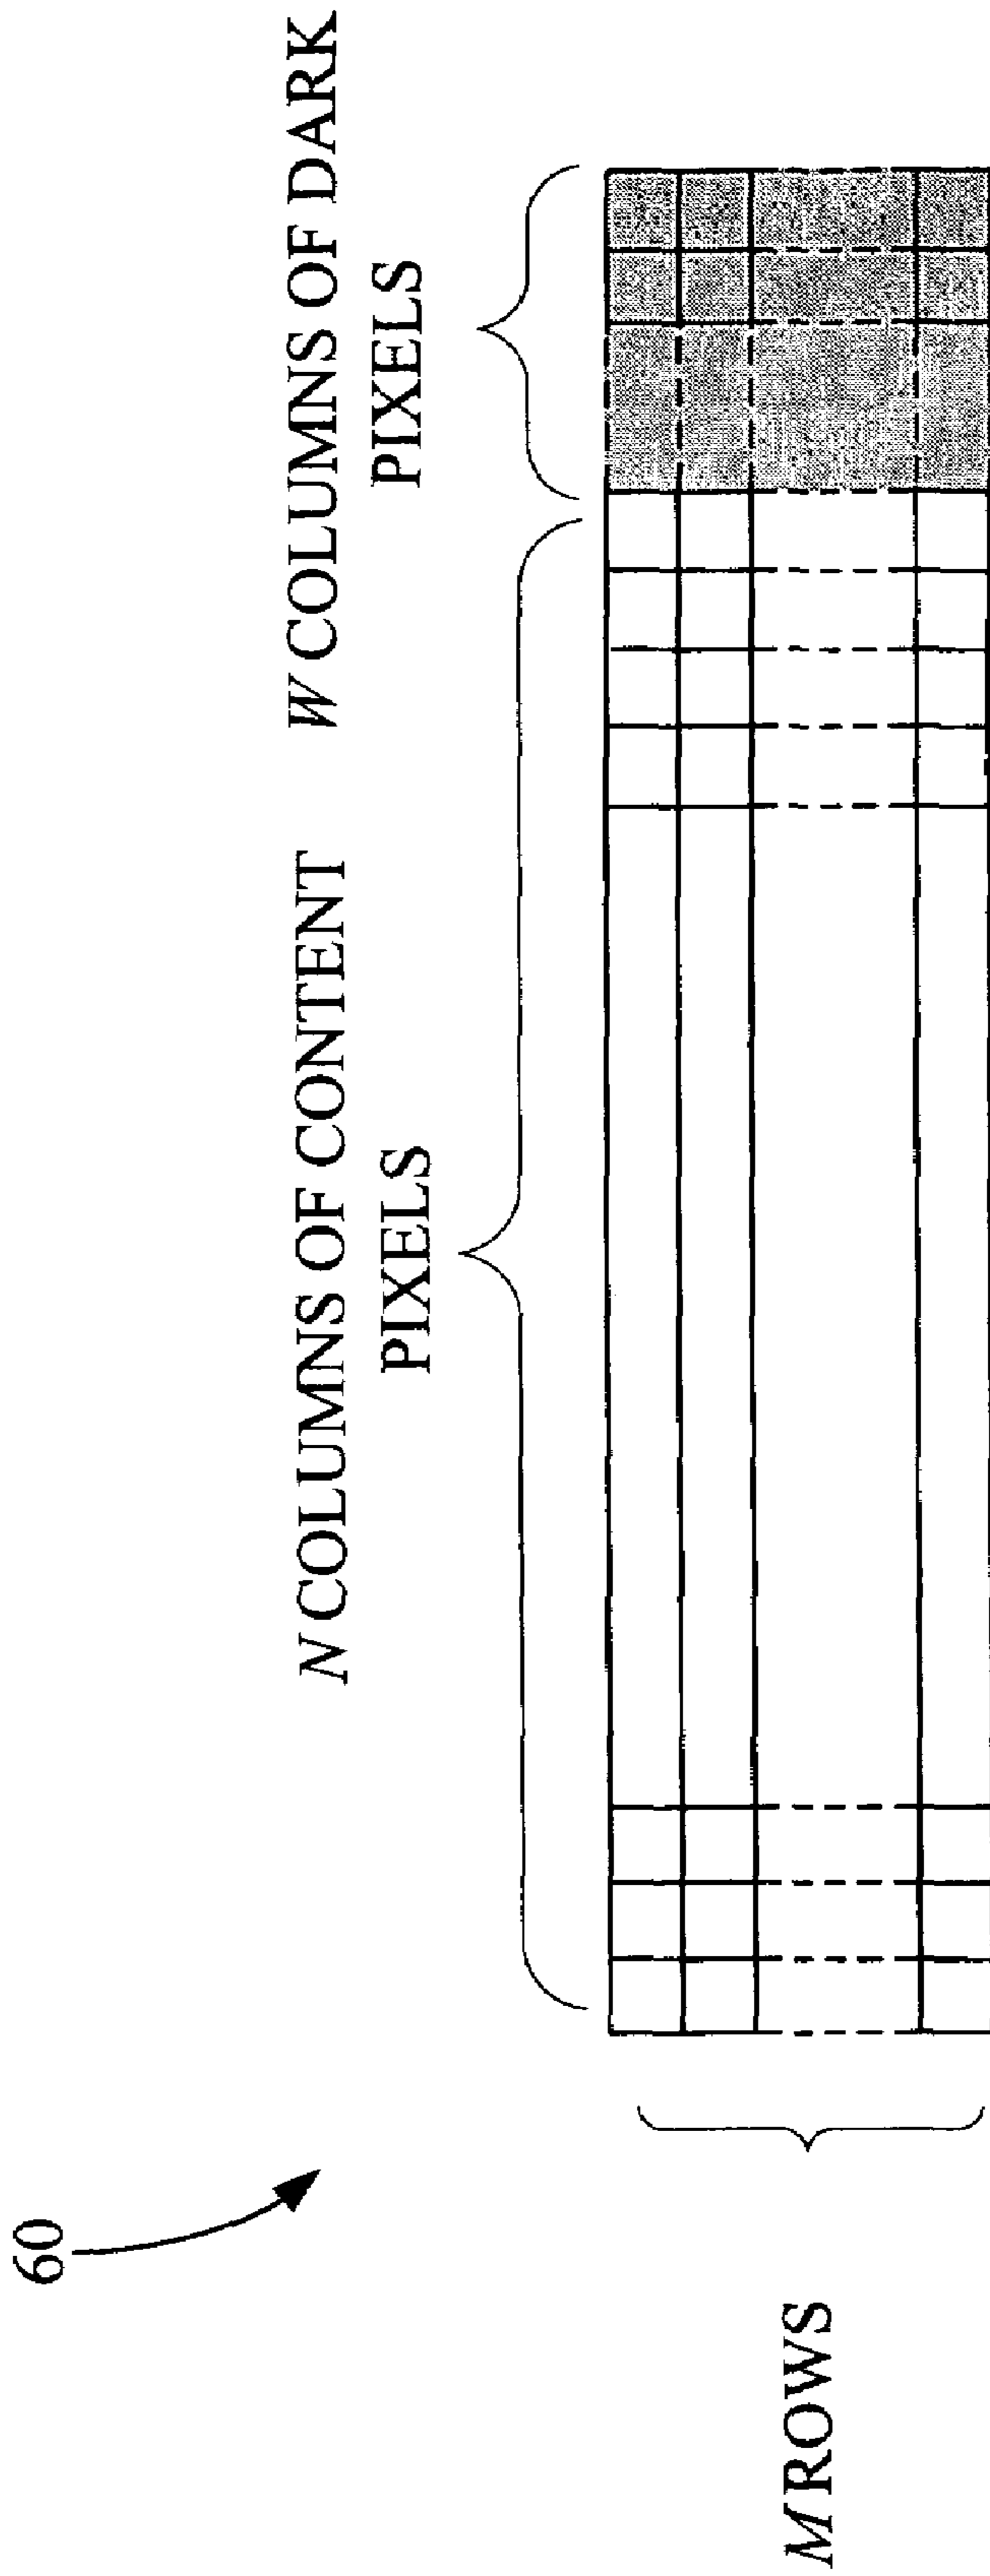 60
N COLUMNS OF CONTENT
PIXELS
W COLUMNS OF DARK
PIXELS
M ROWS